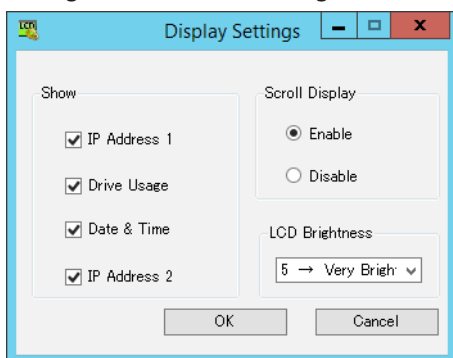 LCD
Display Settings
Show
IP Address 1
Drive Usage
Date & Time
IP Address 2
Scroll Display
Enable
Disable
LCD Brightness
5 → Very Brigh
OK
Cancel